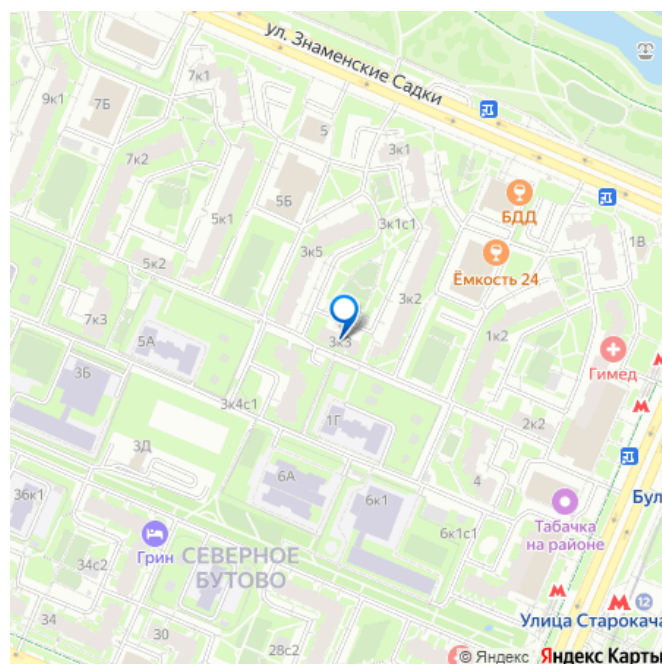 ул. Знаменские Садки
7к1
9к1
7Б
5
3к1
7к2
5Б
БДД
5к1
3к1с1
1В
3к5
5к2
Ёмкость 24
3к2
7к3
1к2
5А
3к3
Гимед
3Б
3к4с1
1Г
2к2
3Д
4
6А
Бул
36к1
6к1
Табачка
на районе
6к1с1
Грин
СЕВЕРНОЕ
БУТОВО
34с2
12
34
30
Улица Старокача
28с2
© Яндекс Яндекс Карты